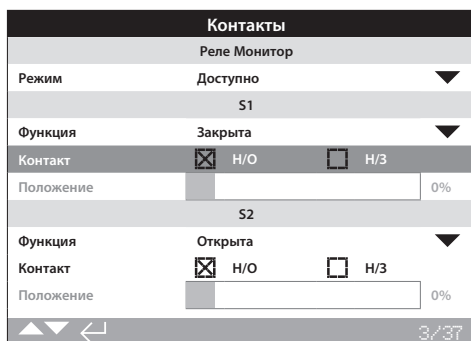 Контакты
Реле Монитор
Режим Доступно
S1
Функция Закрыта
Контакт Н/О Н/З
Положение 0%
S2
Функция Открыта
Контакт Н/О Н/З
Положение 0%
3/37